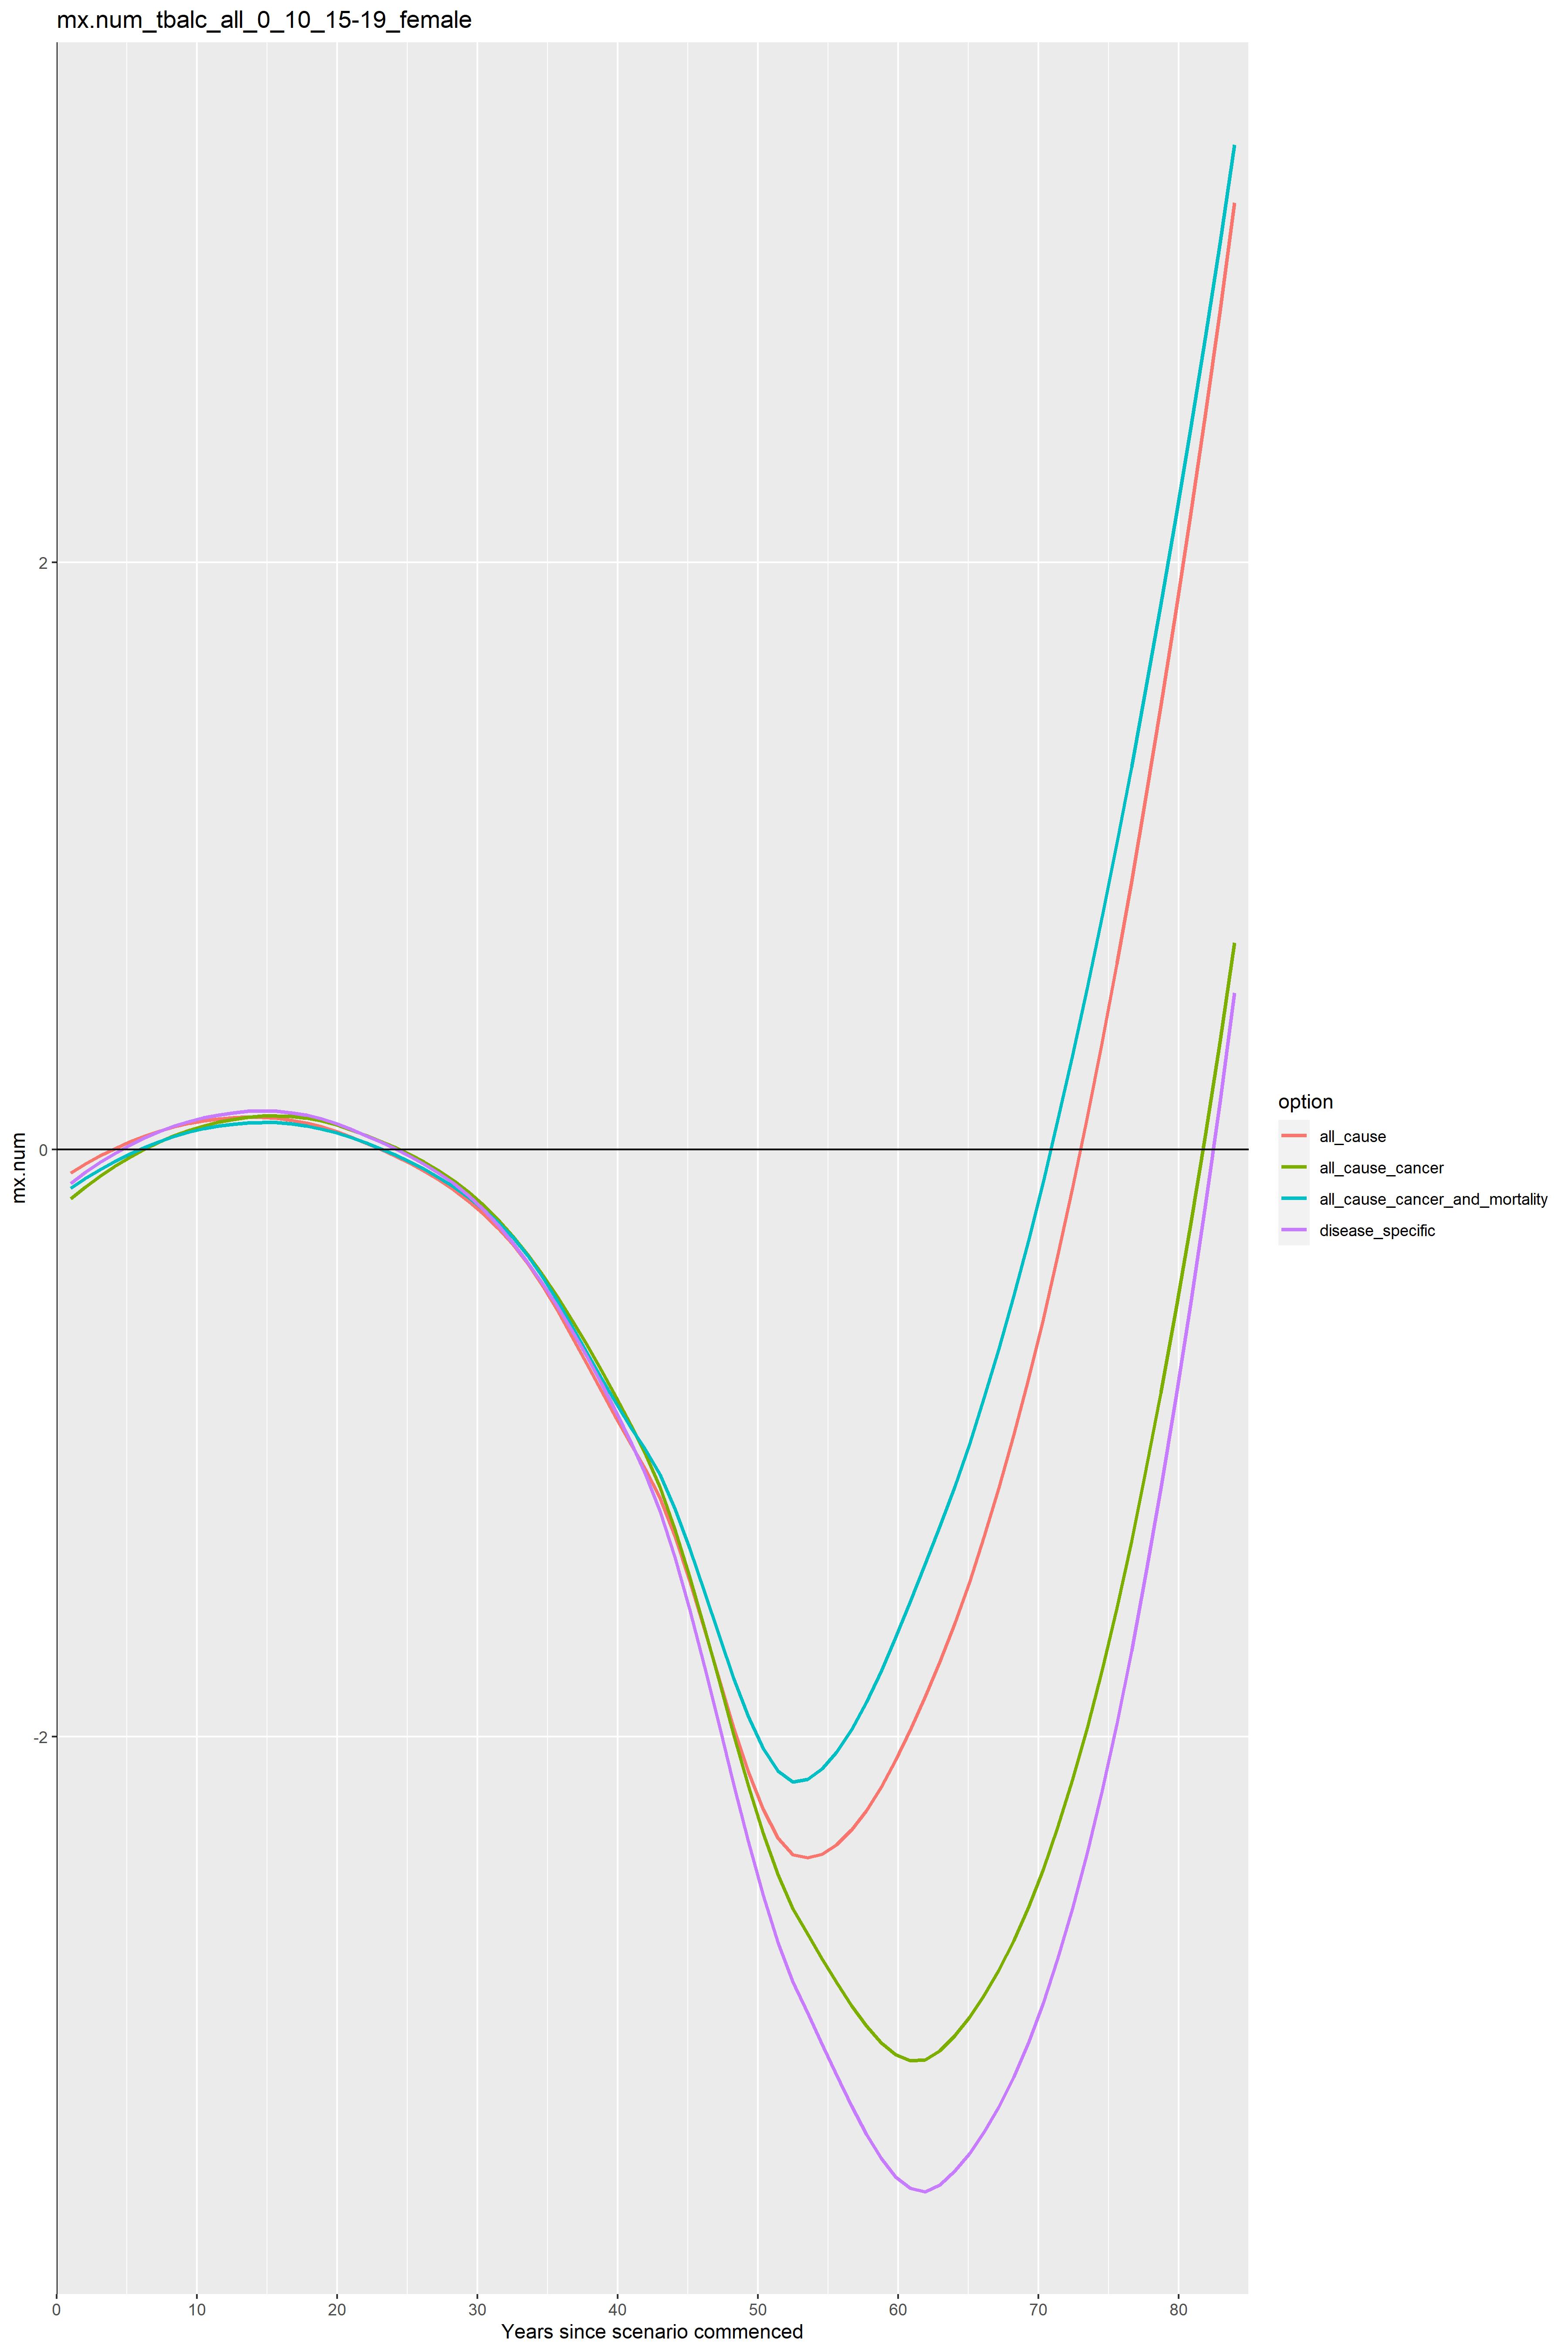 mx.num_tbalc_all_0_10_15-19_female
mx.num
2
0
-2
0 10 20 30 40 50 60 70 80
Years since scenario commenced
option
all_cause
all_cause_cancer
all_cause_cancer_and_mortality
disease_specific